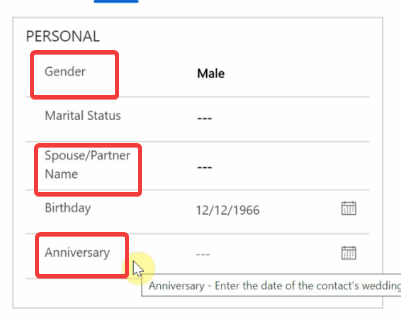 PERSONAL
Gender Male
Marital Status ---
Spouse/Partner
Name ---
Birthday 12/12/1966
Anniversary ---
Anniversary - Enter the date of the contact's wedding